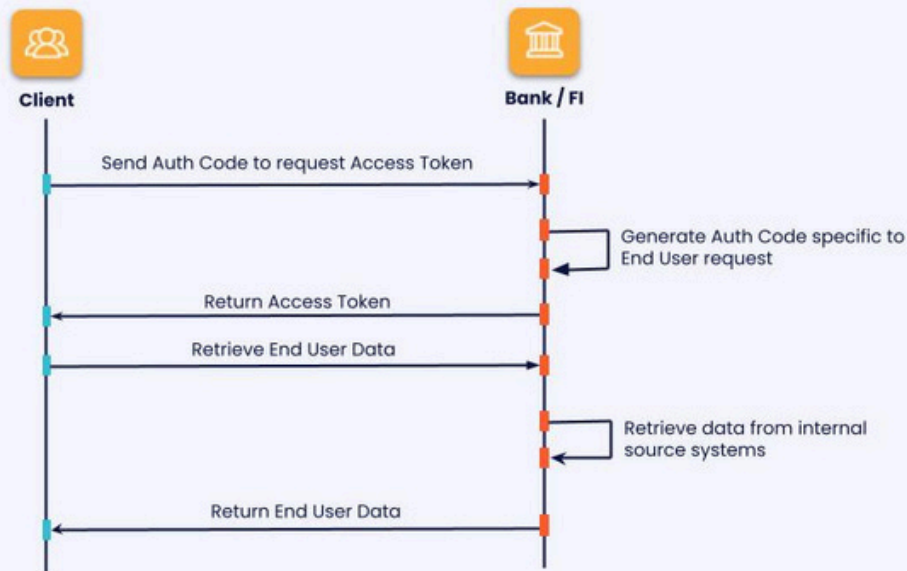 Client
Bank / FI
Send Auth Code to request Access Token
Generate Auth Code specific to
End User request
Return Access Token
Retrieve End User Data
Retrieve data from internal
source systems
Return End User Data